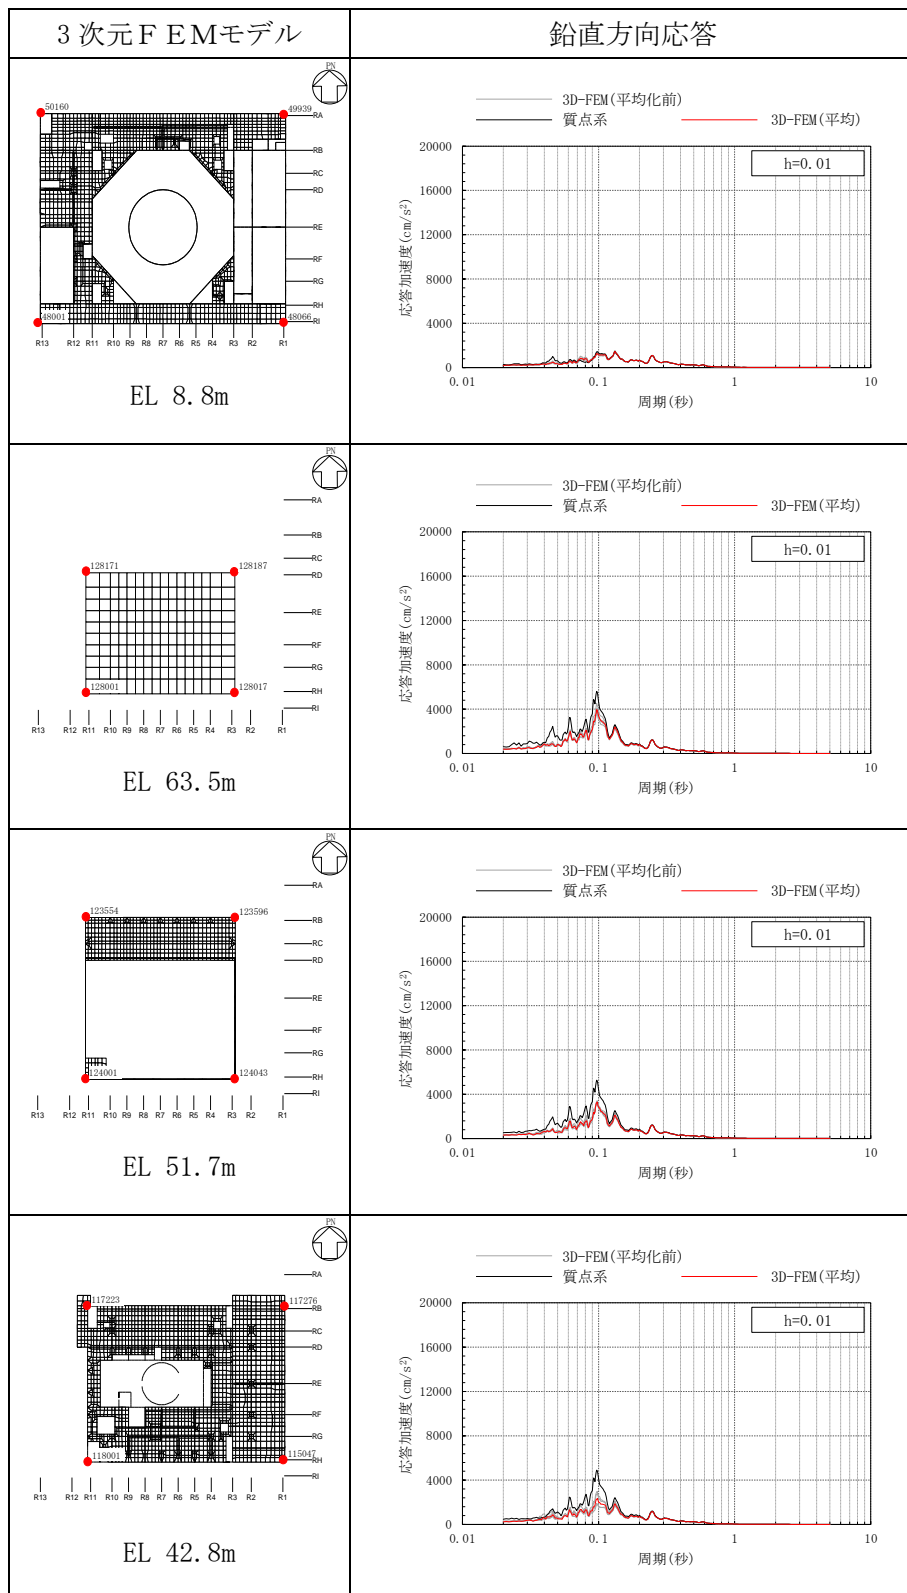 3次元FEMモデル
鉛直方向応答
PN
50160
49939
RA
RB
RC
RD
RE
RF
RG
RH
RI
48001
48066
R13 R12 R11 R10 R9 R8 R7 R6 R5 R4 R3 R2 R1
EL 8.8m
3D-FEM(平均化前)
質点系
3D-FEM(平均)
h=0.01
応答加速度(cm/s²)
20000
16000
12000
8000
4000
0
0.01 0.1 1 10
周期(秒)
PN
RA
RB
RC
RD
RE
RF
RG
RH
RI
128171
128187
128001
128017
R13 R12 R11 R10 R9 R8 R7 R6 R5 R4 R3 R2 R1
EL 63.5m
3D-FEM(平均化前)
質点系
3D-FEM(平均)
h=0.01
応答加速度(cm/s²)
20000
16000
12000
8000
4000
0
0.01 0.1 1 10
周期(秒)
PN
RA
RB
RC
RD
RE
RF
RG
RH
RI
123554
123596
124001
124043
R13 R12 R11 R10 R9 R8 R7 R6 R5 R4 R3 R2 R1
EL 51.7m
3D-FEM(平均化前)
質点系
3D-FEM(平均)
h=0.01
応答加速度(cm/s²)
20000
16000
12000
8000
4000
0
0.01 0.1 1 10
周期(秒)
PN
RA
RB
RC
RD
RE
RF
RG
RH
RI
117223
117276
118001
115047
R13 R12 R11 R10 R9 R8 R7 R6 R5 R4 R3 R2 R1
EL 42.8m
3D-FEM(平均化前)
質点系
3D-FEM(平均)
h=0.01
応答加速度(cm/s²)
20000
16000
12000
8000
4000
0
0.01 0.1 1 10
周期(秒)